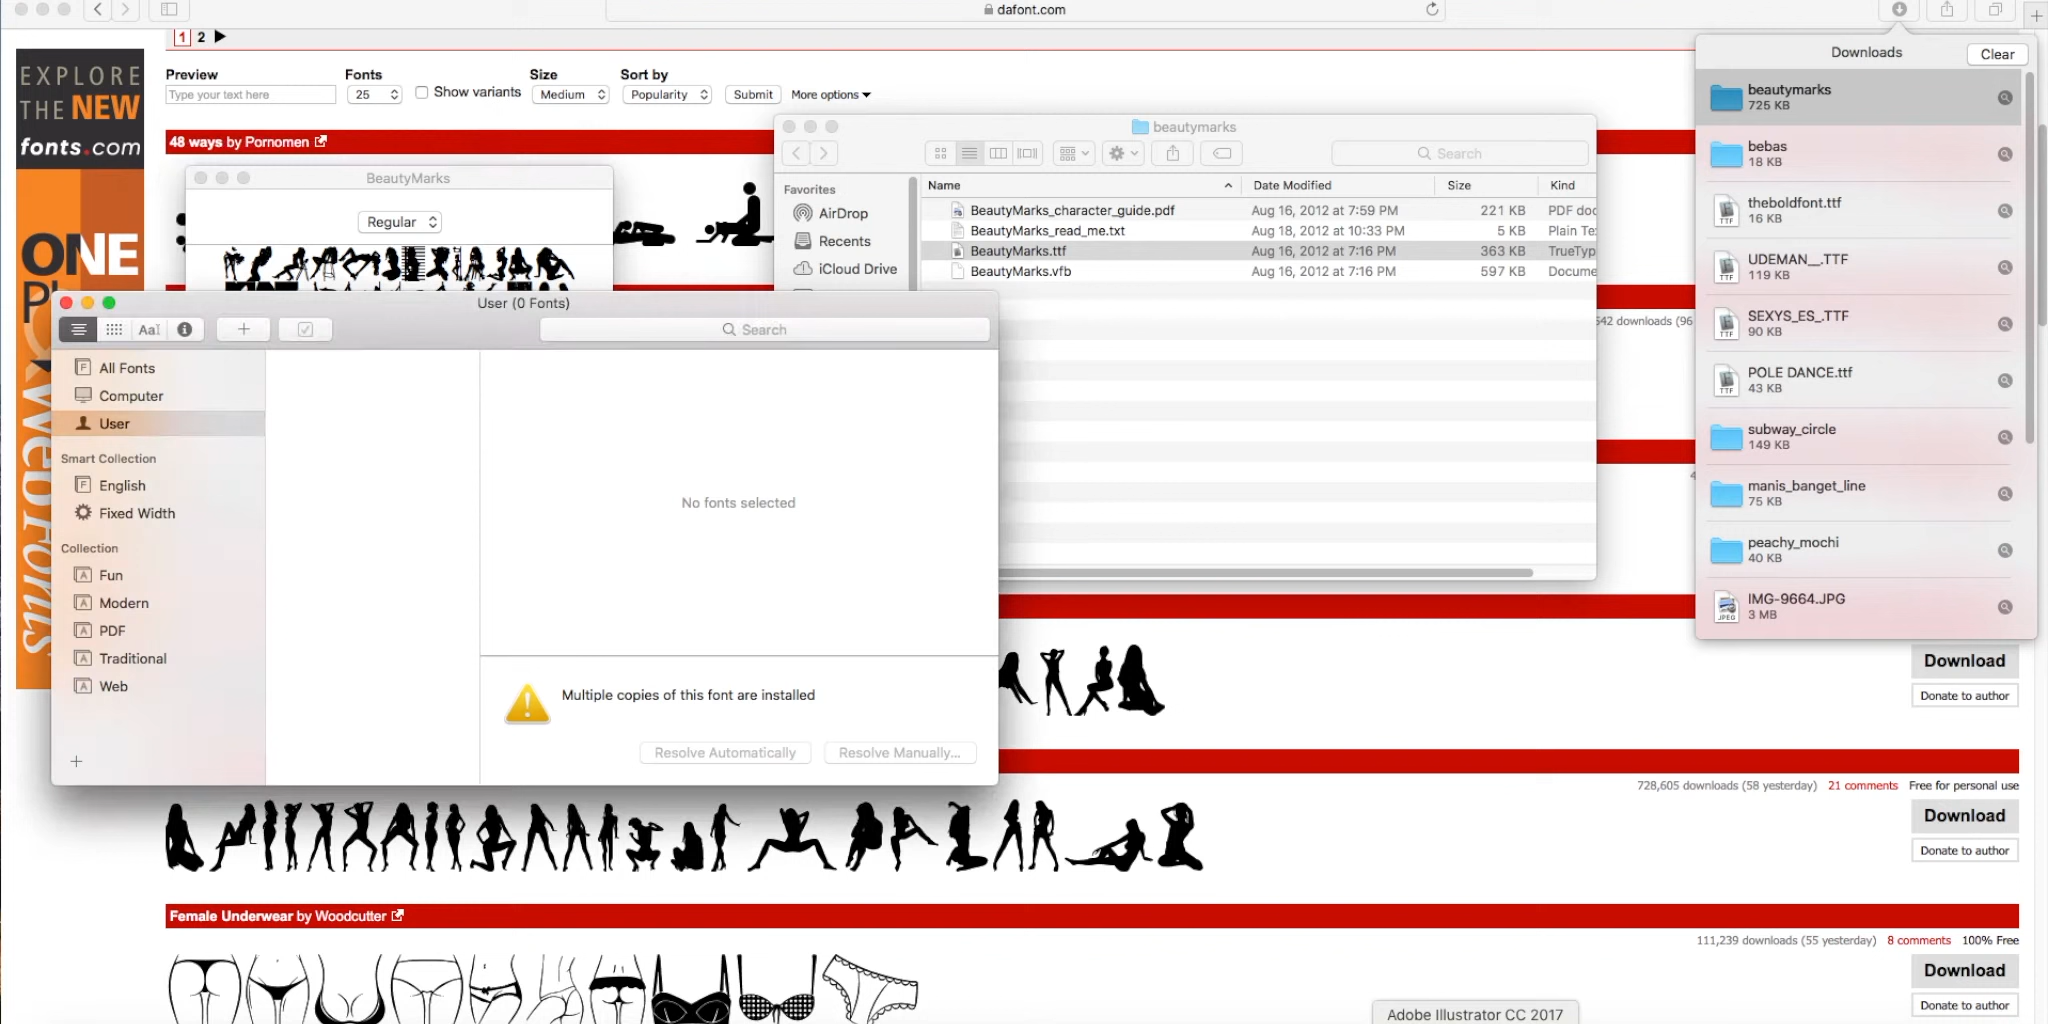 dafont.com
1 2
EXPLORE
THE NEW
fonts.com
ONE
Preview
Type your text here
Fonts
25
Show variants
Size
Medium
Sort by
Popularity
Submit
More options
48 ways by Pornomen
BeautyMarks
Regular
beautymarks
Search
Favorites
AirDrop
Recents
iCloud Drive
Name
Date Modified
Size
Kind
BeautyMarks_character_guide.pdf
Aug 16, 2012 at 7:59 PM
221 KB
PDF doc
BeautyMarks_read_me.txt
Aug 18, 2012 at 10:33 PM
5 KB
Plain Te
BeautyMarks.ttf
Aug 16, 2012 at 7:16 PM
363 KB
TrueTyp
BeautyMarks.vfb
Aug 16, 2012 at 7:16 PM
597 KB
Docume
User (0 Fonts)
Search
All Fonts
Computer
User
Smart Collection
English
Fixed Width
Collection
Fun
Modern
PDF
Traditional
Web
No fonts selected
Multiple copies of this font are installed
Resolve Automatically
Resolve Manually...
542 downloads (96
Downloads
Clear
beautymarks
725 KB
bebas
18 KB
theboldfont.ttf
16 KB
UDEMAN__.TTF
119 KB
SEXYS_ES_.TTF
90 KB
POLE DANCE.ttf
43 KB
subway_circle
149 KB
manis_banget_line
75 KB
peachy_mochi
40 KB
IMG-9664.JPG
3 MB
Download
Donate to author
728,605 downloads (58 yesterday) 21 comments Free for personal use
Download
Donate to author
Female Underwear by Woodcutter
111,239 downloads (55 yesterday) 8 comments 100% Free
Download
Donate to author
Adobe Illustrator CC 2017